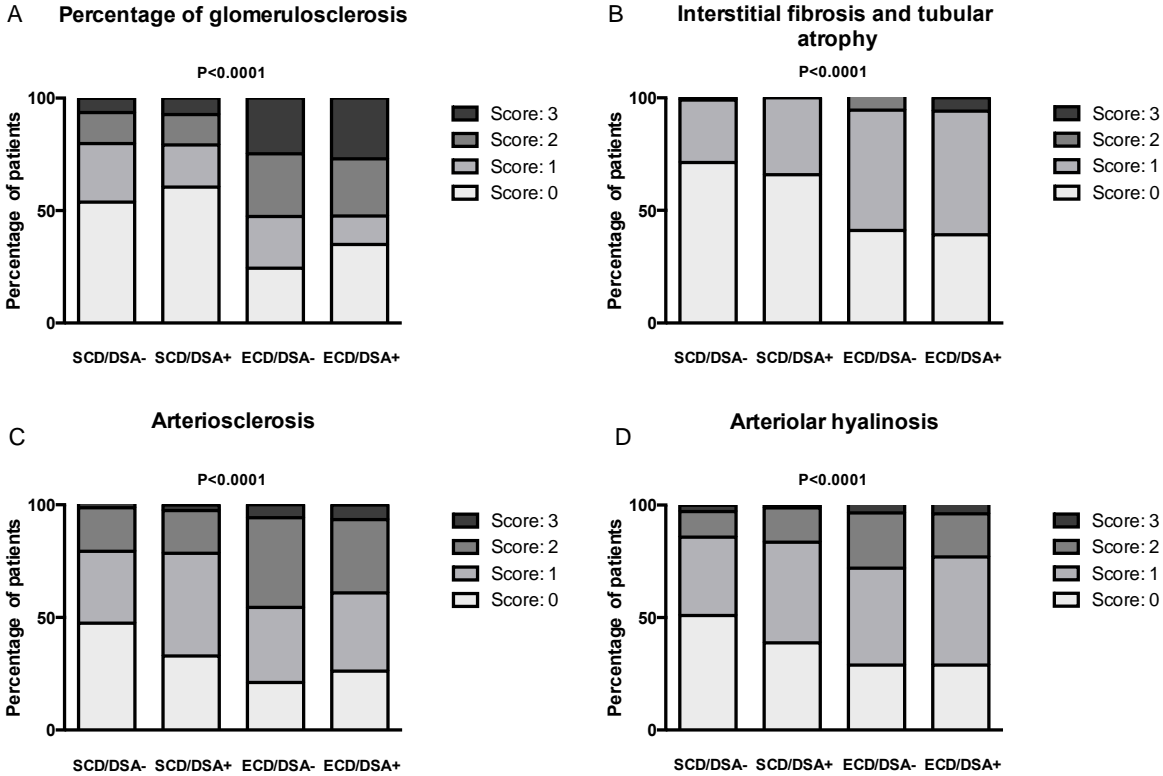 A
Percentage of glomerulosclerosis
P<0.0001
Percentage of patients
100
50
0
SCD/DSA- SCD/DSA+ ECD/DSA- ECD/DSA+
Score: 3
Score: 2
Score: 1
Score: 0
B
Interstitial fibrosis and tubular
atrophy
P<0.0001
Percentage of patients
100
50
0
SCD/DSA- SCD/DSA+ ECD/DSA- ECD/DSA+
Score: 3
Score: 2
Score: 1
Score: 0
C
Arteriosclerosis
P<0.0001
Percentage of patients
100
50
0
SCD/DSA- SCD/DSA+ ECD/DSA- ECD/DSA+
Score: 3
Score: 2
Score: 1
Score: 0
D
Arteriolar hyalinosis
P<0.0001
Percentage of patients
100
50
0
SCD/DSA- SCD/DSA+ ECD/DSA- ECD/DSA+
Score: 3
Score: 2
Score: 1
Score: 0